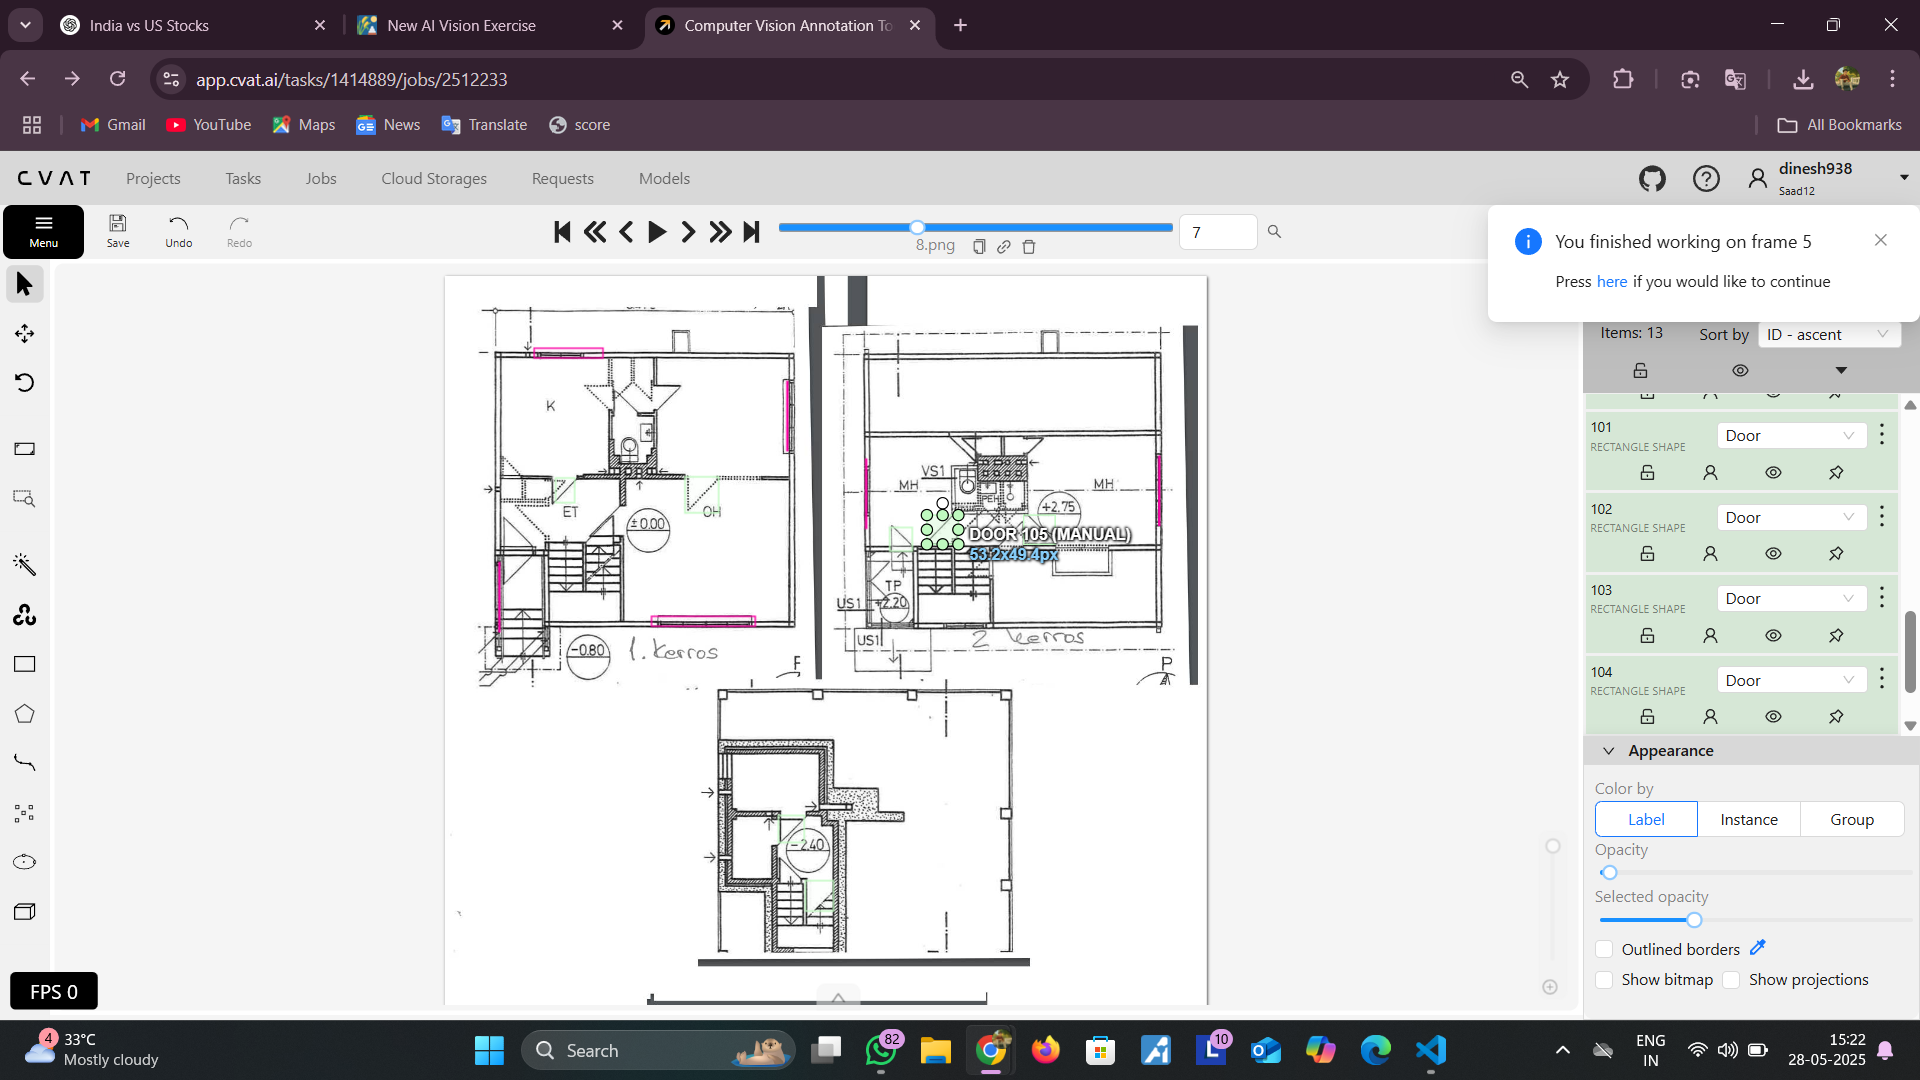 India vs US Stocks
New AI Vision Exercise
Computer Vision Annotation To
app.cvat.ai/tasks/1414889/jobs/2512233
Gmail
YouTube
Maps
News
Translate
score
All Bookmarks
CVAT
Projects
Tasks
Jobs
Cloud Storages
Requests
Models
dinesh938
Saad12
Menu
Save
Undo
Redo
8.png
7
You finished working on frame 5
Press here if you would like to continue
Items: 13
Sort by
ID - ascent
101
RECTANGLE SHAPE
Door
102
RECTANGLE SHAPE
Door
103
RECTANGLE SHAPE
Door
104
RECTANGLE SHAPE
Door
Appearance
Color by
Label
Instance
Group
Opacity
Selected opacity
Outlined borders
Show bitmap
Show projections
K
ET
OH
±0.00
-0.80
1. kerros
F
VS1
MH
MH
PEH
+2.75
DOOR 105 (MANUAL)
53.2x49.4px
TP
US1
+2.20
US1
2 kerros
P
-2.40
FPS 0
4
33°C
Mostly cloudy
Search
82
10
ENG
IN
15:22
28-05-2025